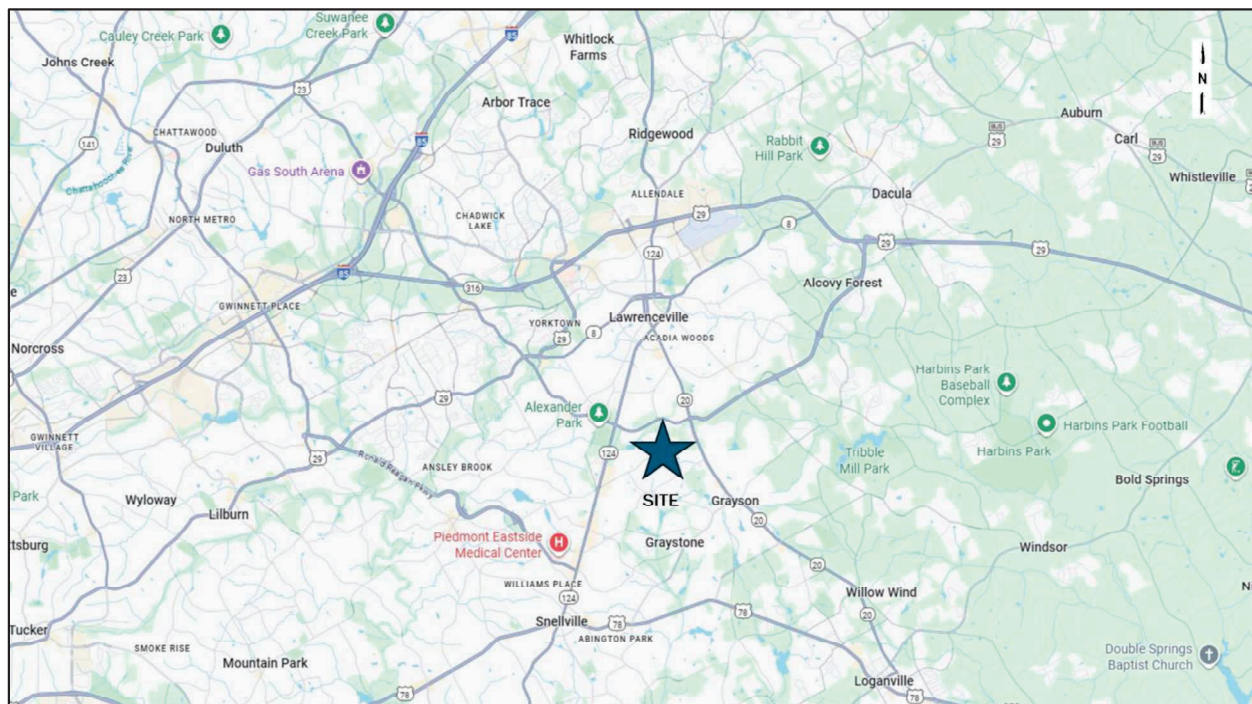 Cauley Creek Park
Suwanee
Creek Park
85
Whitlock
Farms
N
Johns Creek
23
Arbor Trace
Auburn
141
CHATTAWOOD
Duluth
85
Ridgewood
Rabbit
Hill Park
BUS
29
Carl
BUS
29
Chattahoochee River
Gas South Arena
Whistleville
ALLENDALE
Dacula
NORTH METRO
CHADWICK
LAKE
29
8
124
29
29
23
85
316
Alcovy Forest
GWINNETT PLACE
Lawrenceville
YORKTOWN
8
29
ACADIA WOODS
Norcross
Harbins Park
Baseball
Complex
29
20
Alexander
Park
Harbins Park Football
GWINNETT
VILLAGE
29
124
Tribble
Mill Park
Harbins Park
Ronald Reagan Pkwy
ANSLEY BROOK
Bold Springs
Park
Wyloway
Lilburn
SITE
Grayson
20
Piedmont Eastside
Medical Center
H
Graystone
Windsor
ttsburg
20
WILLIAMS PLACE
124
Willow Wind
78
20
Snellville
78
Tucker
ABINGTON PARK
SMOKE RISE
Mountain Park
Double Springs
Baptist Church
Loganville
78
78